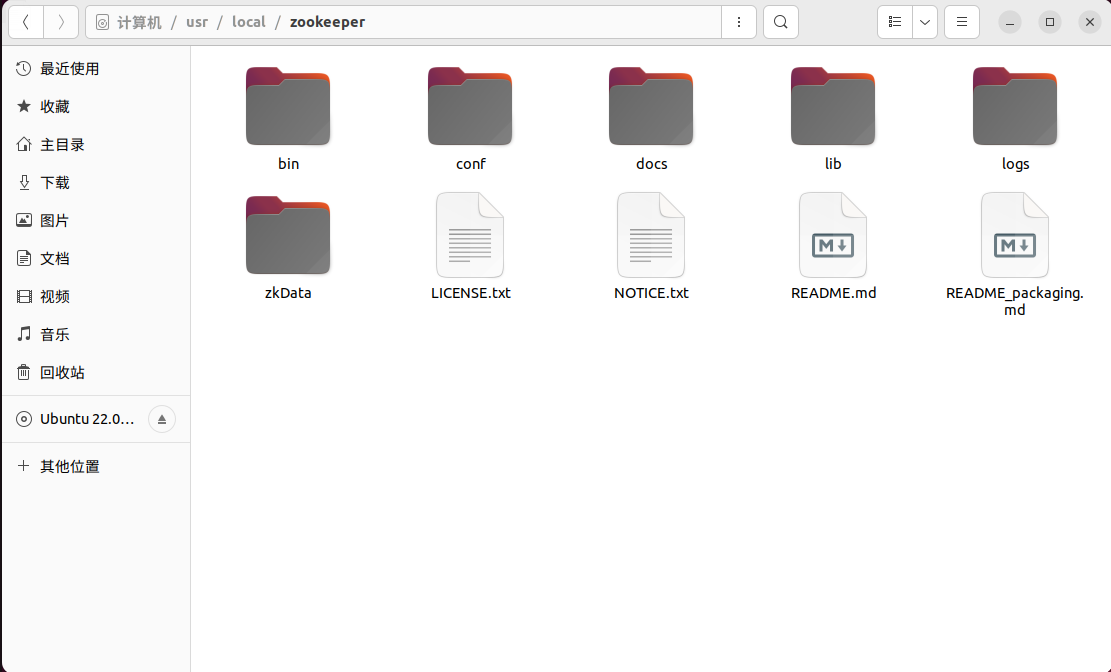 计算机 / usr / local / zookeeper
最近使用
收藏
主目录
下载
图片
文档
视频
音乐
回收站
Ubuntu 22.0…
其他位置
bin
conf
docs
lib
logs
zkData
LICENSE.txt
NOTICE.txt
M
README.md
M
README_packaging.
md